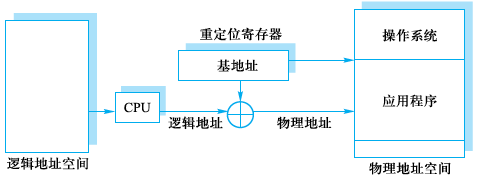 重定位寄存器
基地址
操作系统
CPU
应用程序
逻辑地址
物理地址
逻辑地址空间
物理地址空间